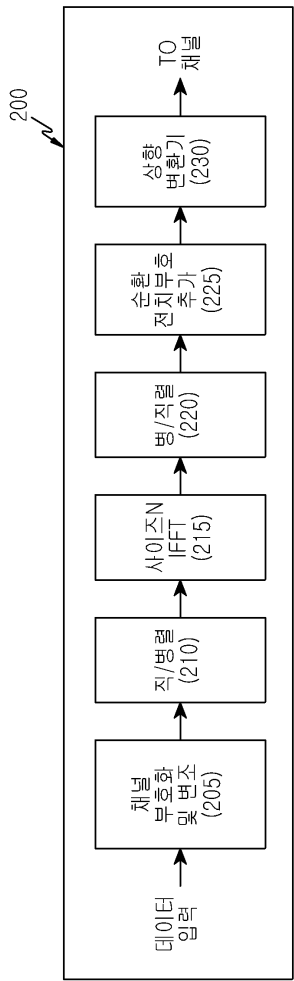 200
데이터
입력
채널
부호화
및 변조
(205)
직/병렬
(210)
사이즈N
IFFT
(215)
병/직렬
(220)
순환
전치부호
추가
(225)
상향
변환기
(230)
TO
채널